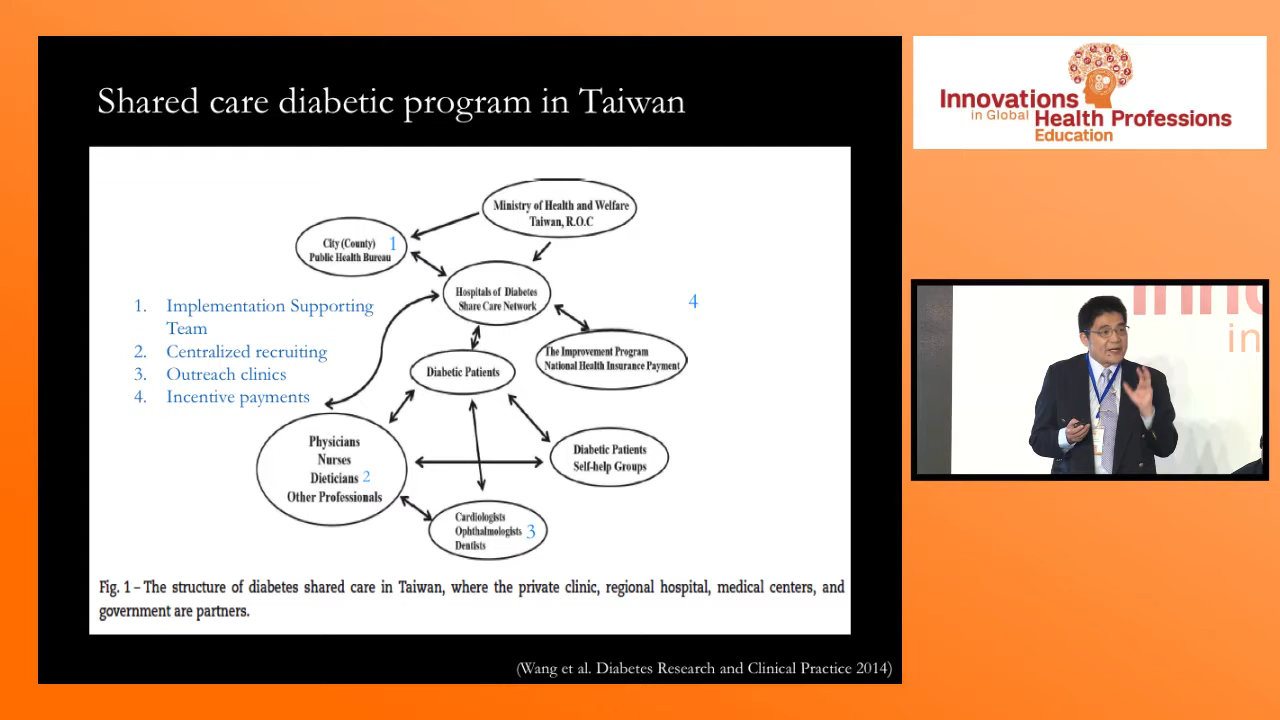 Shared care diabetic program in Taiwan
Ministry of Health and Welfare
Taiwan, R.O.C
City (County) 1
Public Health Bureau
Hospitals of Diabetes
Share Care Network
4
1. Implementation Supporting
Team
2. Centralized recruiting
3. Outreach clinics
4. Incentive payments
The Improvement Program
National Health Insurance Payment
Diabetic Patients
Physicians
Nurses
Dieticians 2
Other Professionals
Diabetic Patients
Self-help Groups
Cardiologists
Ophthalmologists 3
Dentists
Fig. 1 – The structure of diabetes shared care in Taiwan, where the private clinic, regional hospital, medical centers, and
government are partners.
(Wang et al. Diabetes Research and Clinical Practice 2014)
Innovations
in Global Health Professions
Education
in